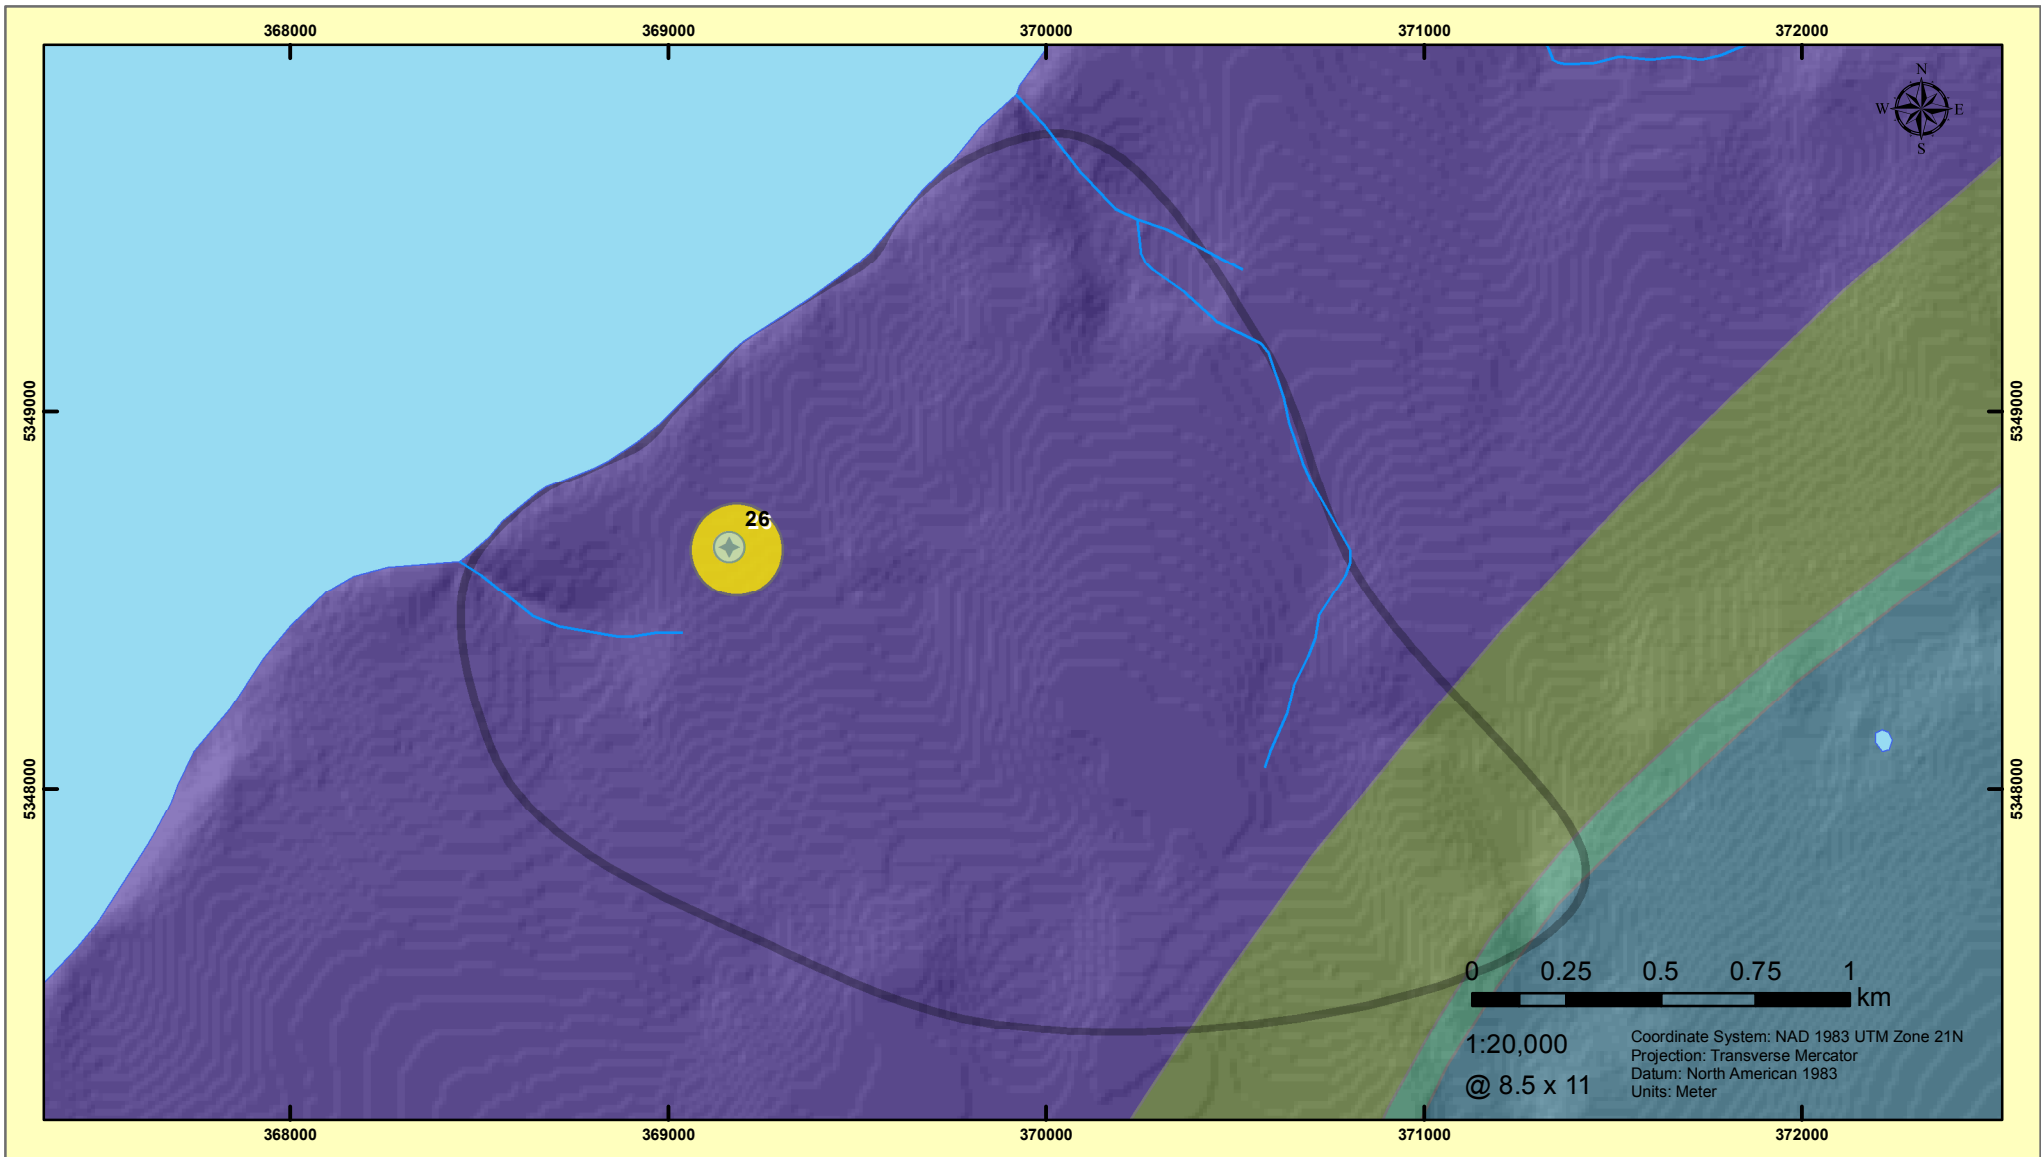 368000 369000 370000 371000 372000
N
W E
S
5349000 5349000
26
5348000 5348000
0 0.25 0.5 0.75 1
km
1:20,000
@ 8.5 x 11
Coordinate System: NAD 1983 UTM Zone 21N
Projection: Transverse Mercator
Datum: North American 1983
Units: Meter
368000 369000 370000 371000 372000